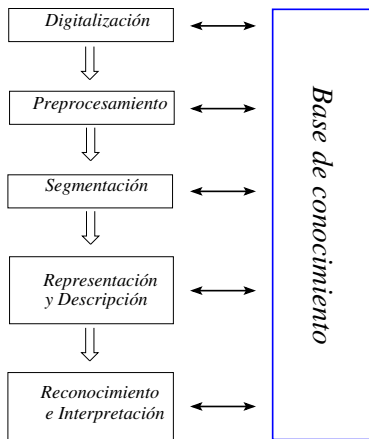 Digitalización
Preprocesamiento
Segmentación
Representación
y Descripción
Reconocimiento
e Interpretación
Base de conocimiento